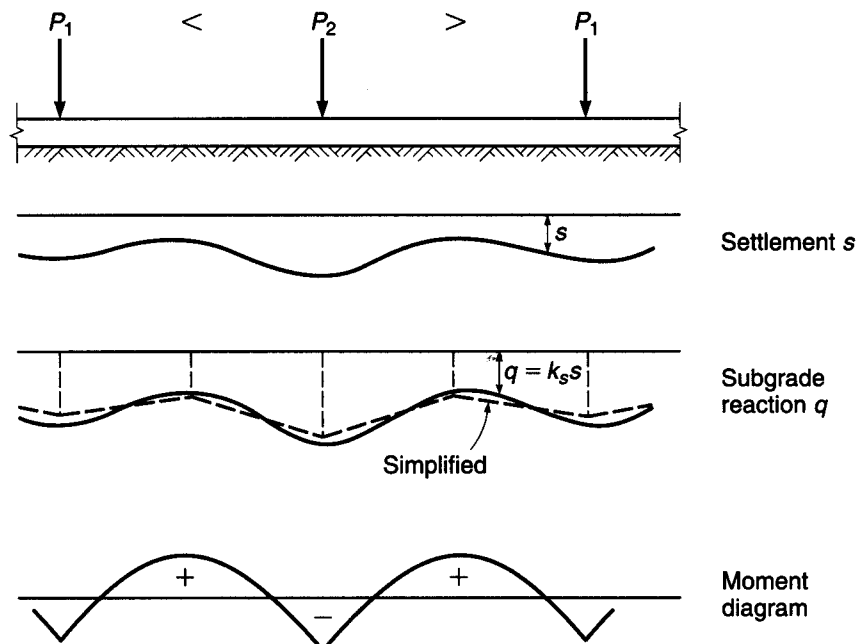 P₁ < P₂ > P₁
s
Settlement s
q = kₛs
Subgrade
reaction q
Simplified
+ − +
Moment
diagram